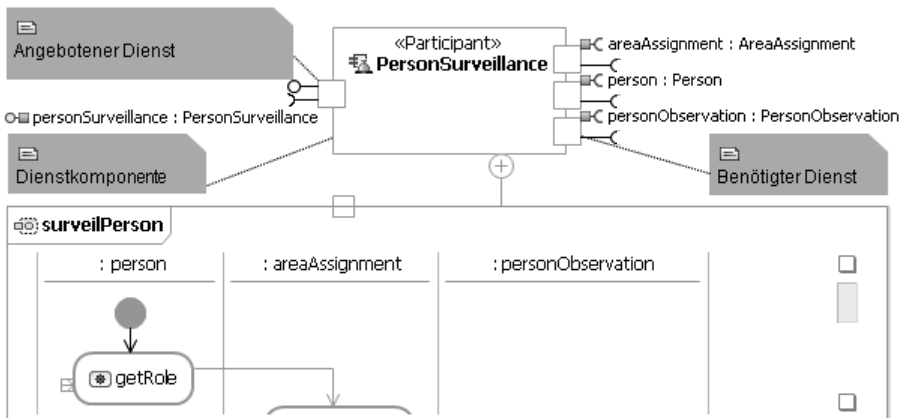 Angebotener Dienst
«Participant»
PersonSurveillance
areaAssignment : AreaAssignment
person : Person
personObservation : PersonObservation
personSurveillance : PersonSurveillance
Dienstkomponente
Benötigter Dienst
surveilPerson
: person
: areaAssignment
: personObservation
getRole